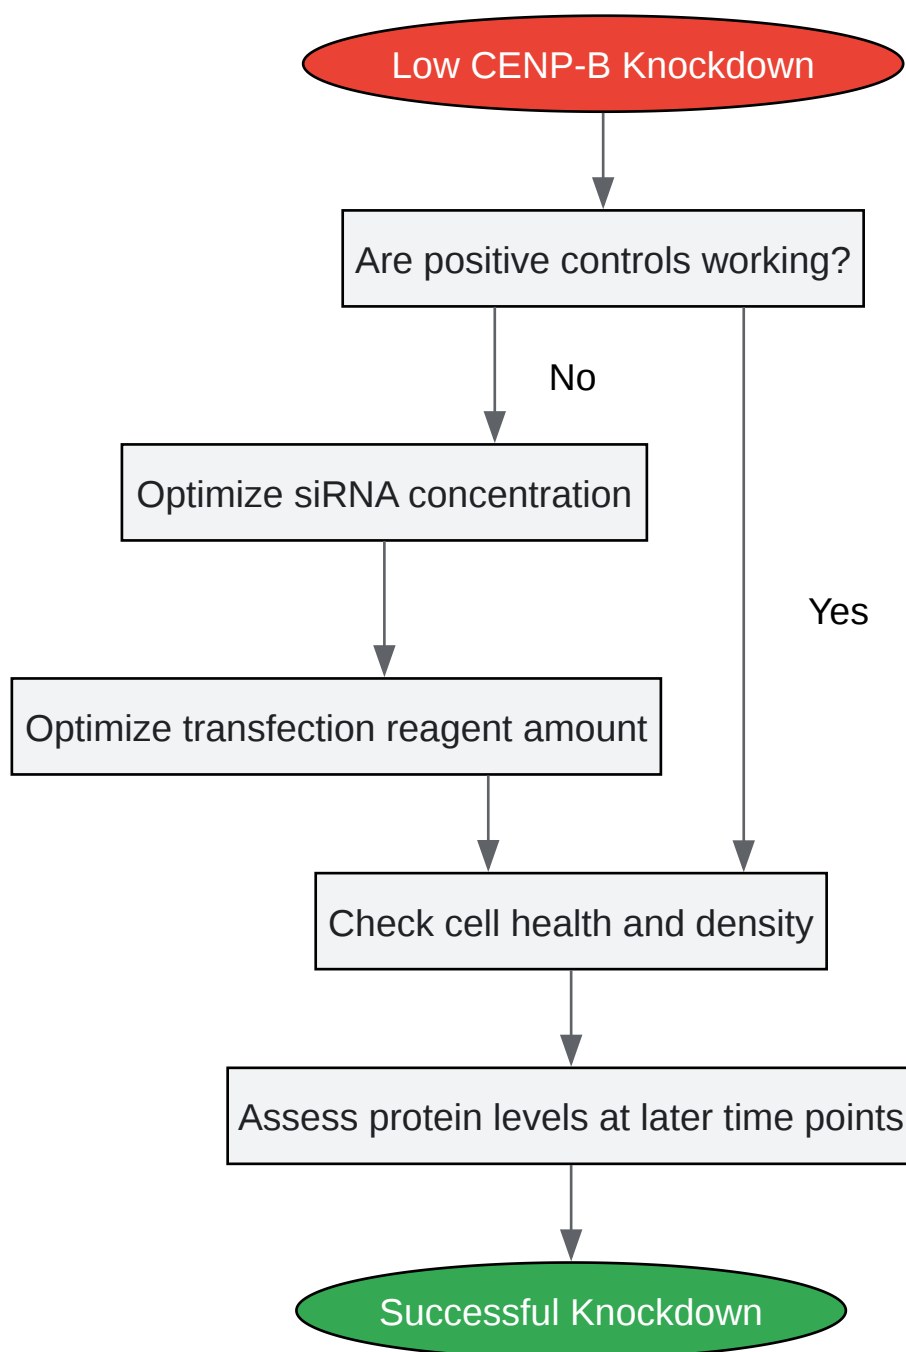 Low CENP-B Knockdown
Are positive controls working?
No
Optimize siRNA concentration
Yes
Optimize transfection reagent amount
Check cell health and density
Assess protein levels at later time points
Successful Knockdown